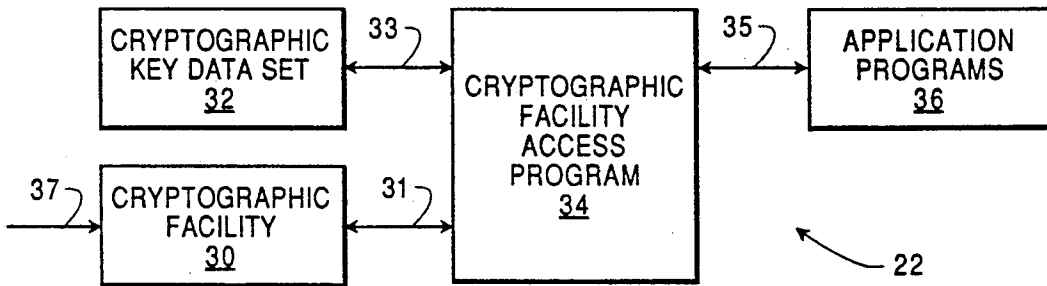 CRYPTOGRAPHIC
KEY DATA SET
32
33
CRYPTOGRAPHIC
FACILITY
ACCESS
PROGRAM
34
35
APPLICATION
PROGRAMS
36
37
CRYPTOGRAPHIC
FACILITY
30
31
22